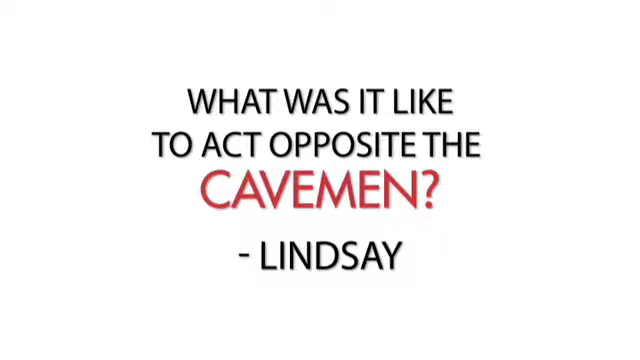 WHAT WAS IT LIKE
TO ACT OPPOSITE THE
CAVEMEN?
- LINDSAY